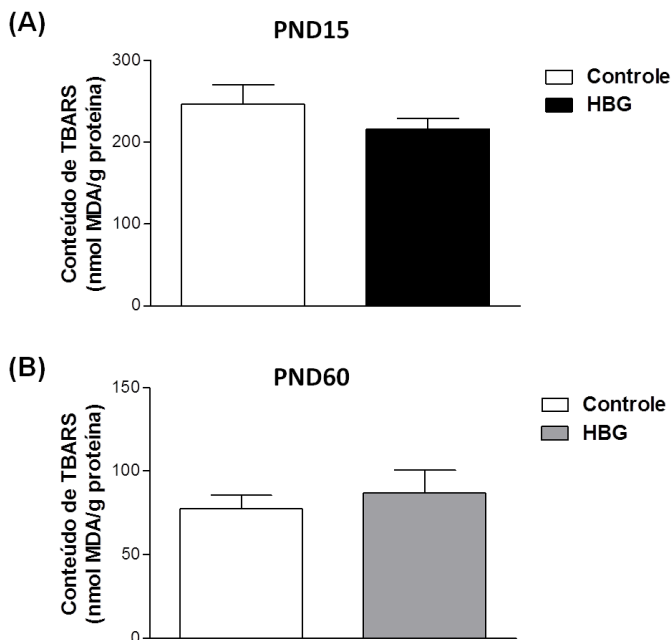 (A)
PND15
Conteúdo de TBARS
(nmol MDA/g proteína)
300
200
100
0
Controle
HBG
(B)
PND60
Conteúdo de TBARS
(nmol MDA/g proteína)
150
100
50
0
Controle
HBG